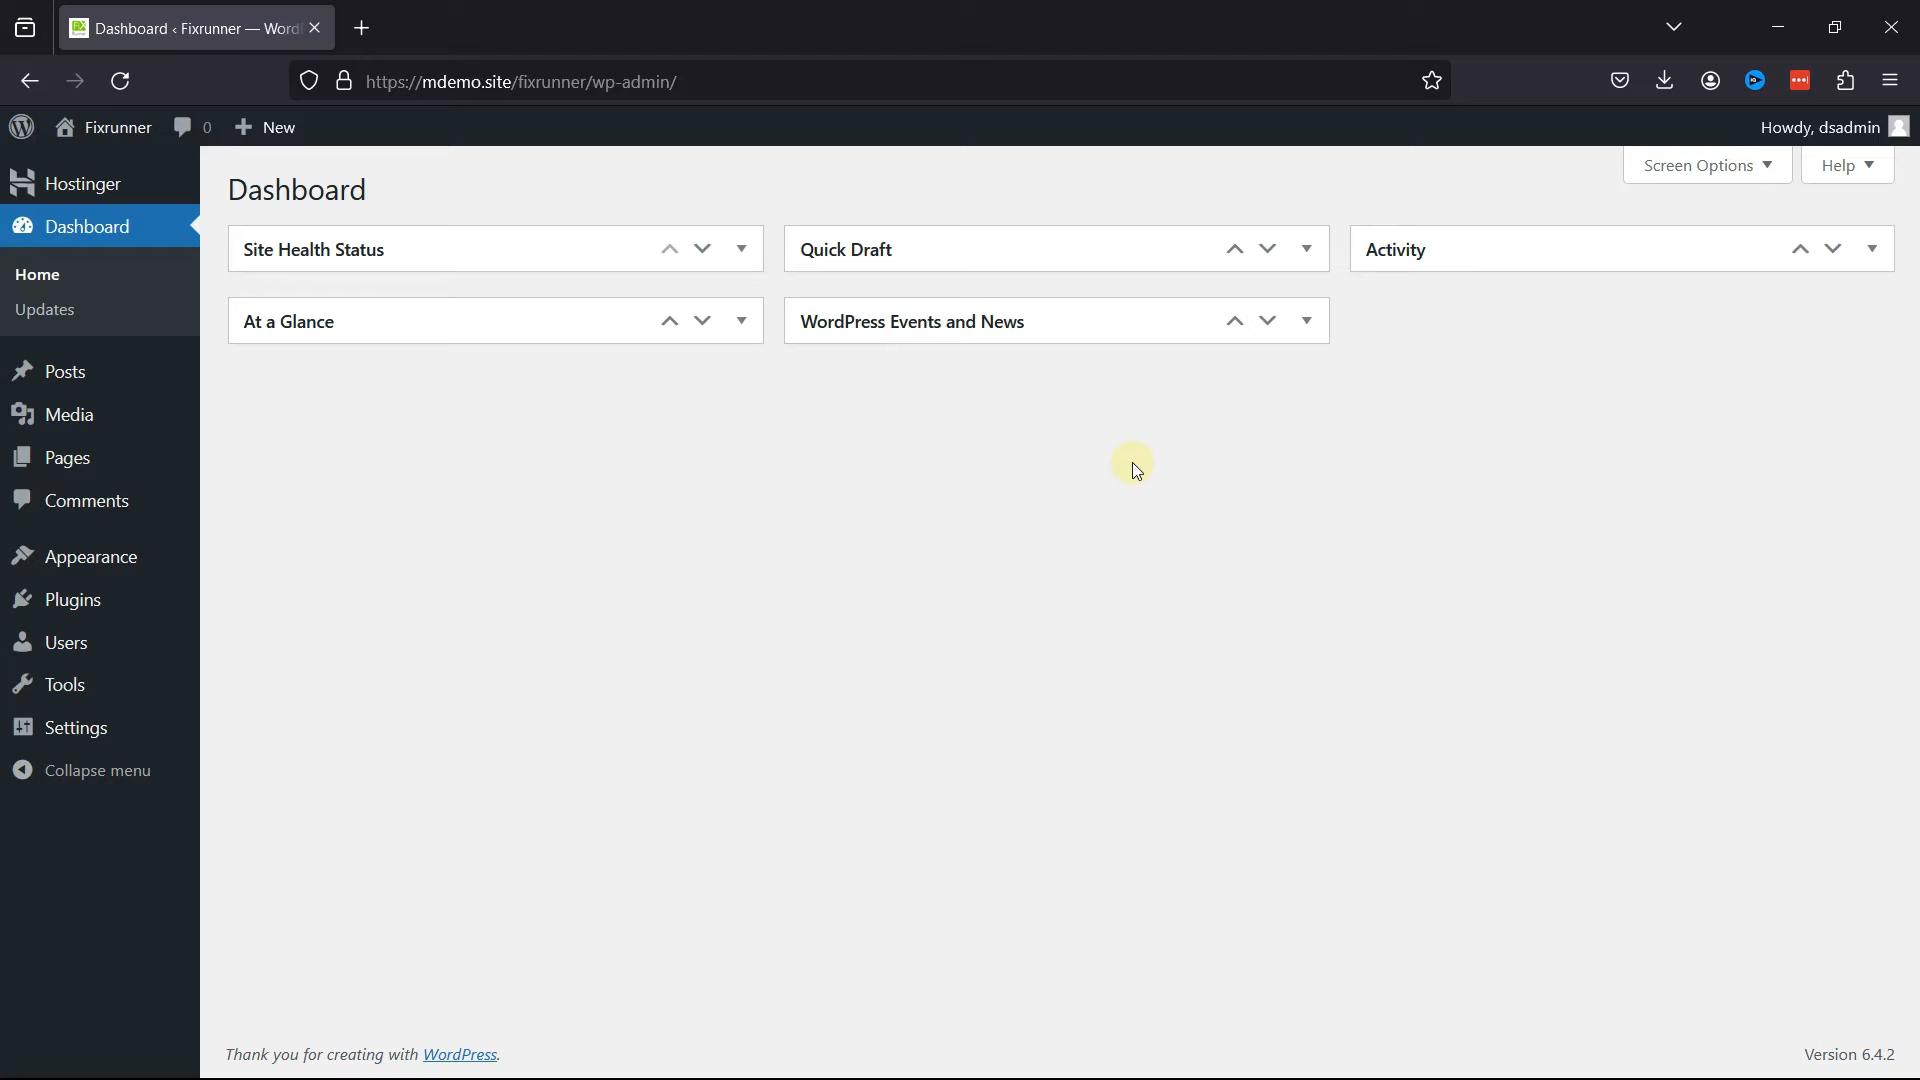 Dashboard ‹ Fixrunner — Word
https://mdemo.site/fixrunner/wp-admin/
Fixrunner 0 New Howdy, dsadmin
Screen Options Help
Hostinger
Dashboard
Home
Updates
Posts
Media
Pages
Comments
Appearance
Plugins
Users
Tools
Settings
Collapse menu
Dashboard
Site Health Status
Quick Draft
Activity
At a Glance
WordPress Events and News
Thank you for creating with WordPress.
Version 6.4.2